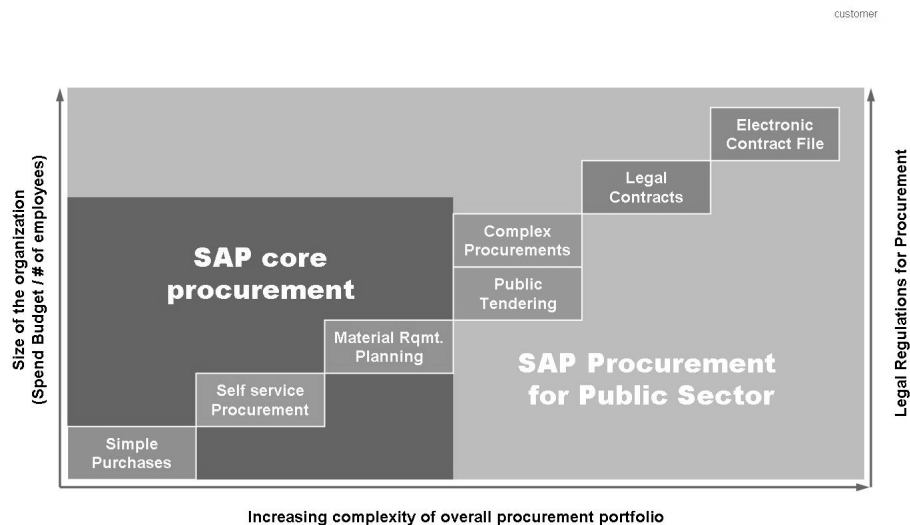 customer
Electronic
Contract File
Legal
Contracts
Complex
Procurements
Public
Tendering
SAP core
procurement
Material Rqmt.
Planning
SAP Procurement
for Public Sector
Self service
Procurement
Simple
Purchases
Size of the organization
(Spend Budget / # of employees)
Legal Regulations for Procurement
Increasing complexity of overall procurement portfolio